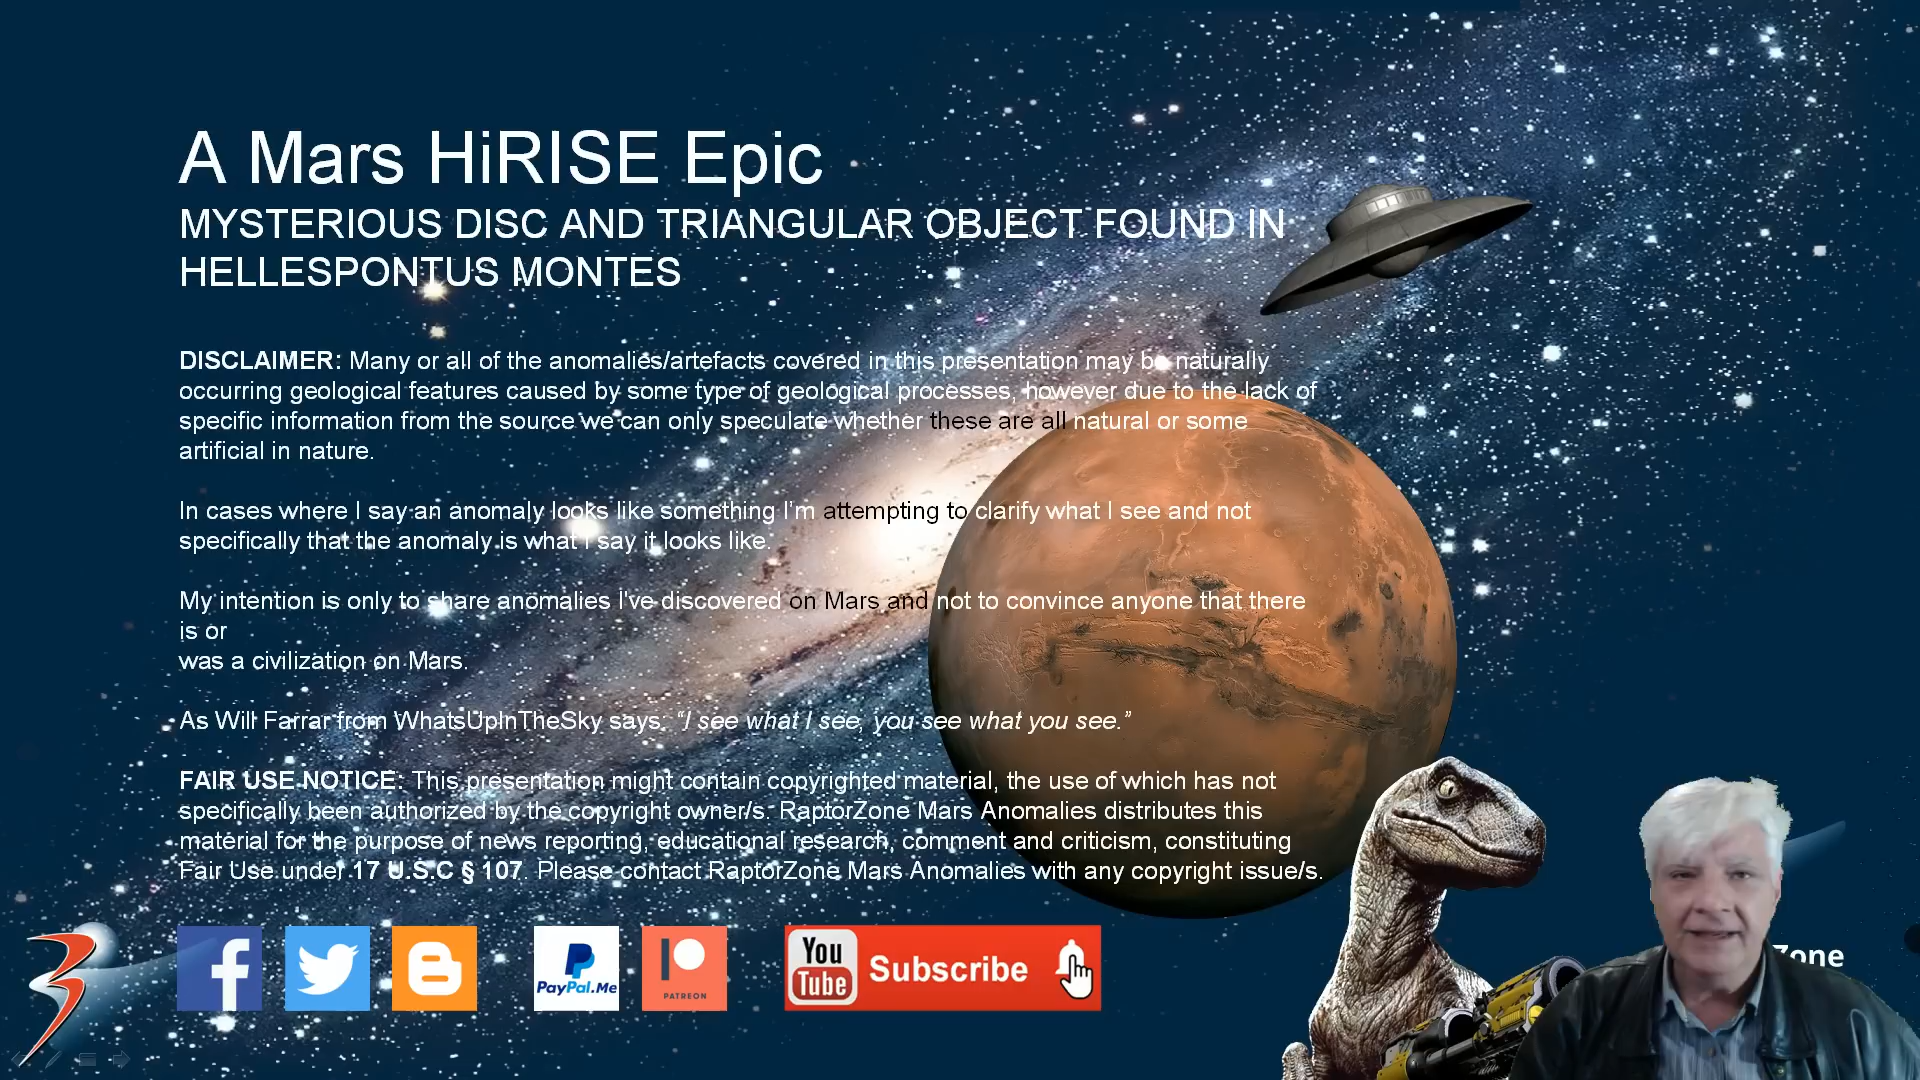 A Mars HiRISE Epic
MYSTERIOUS DISC AND TRIANGULAR OBJECT FOUND IN
HELLESPONTUS MONTES
DISCLAIMER: Many or all of the anomalies/artefacts covered in this presentation may be naturally
occurring geological features caused by some type of geological processes, however due to the lack of
specific information from the source we can only speculate whether these are all natural or some
artificial in nature.
In cases where I say an anomaly looks like something I'm attempting to clarify what I see and not
specifically that the anomaly is what I say it looks like.
My intention is only to share anomalies I've discovered on Mars and not to convince anyone that there
is or
was a civilization on Mars.
As Will Farrar from WhatsUpInTheSky says: “I see what I see, you see what you see.”
FAIR USE NOTICE: This presentation might contain copyrighted material, the use of which has not
specifically been authorized by the copyright owner/s. RaptorZone Mars Anomalies distributes this
material for the purpose of news reporting, educational research, comment and criticism, constituting
Fair Use under 17 U.S.C § 107. Please contact RaptorZone Mars Anomalies with any copyright issue/s.
PayPal.Me
PATREON
You
Tube
Subscribe
Zone